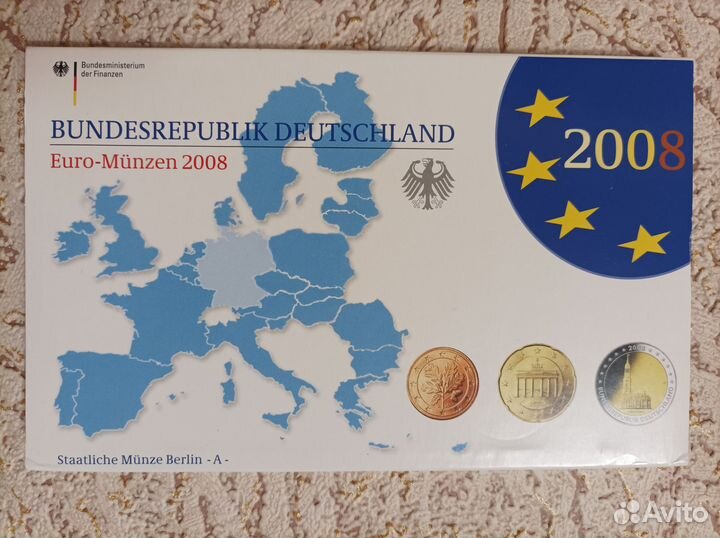 Bundesministerium
der Finanzen
BUNDESREPUBLIK DEUTSCHLAND
Euro-Münzen 2008
2008
Staatliche Münze Berlin - A -
Avito